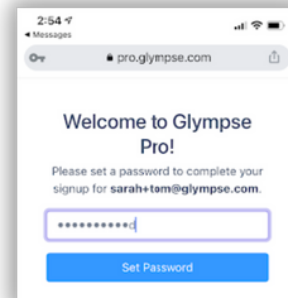 2:54
◀ Messages
pro.glympse.com
Welcome to Glympse
Pro!
Please set a password to complete your
signup for sarah+tom@glympse.com.
••••••••••d
Set Password